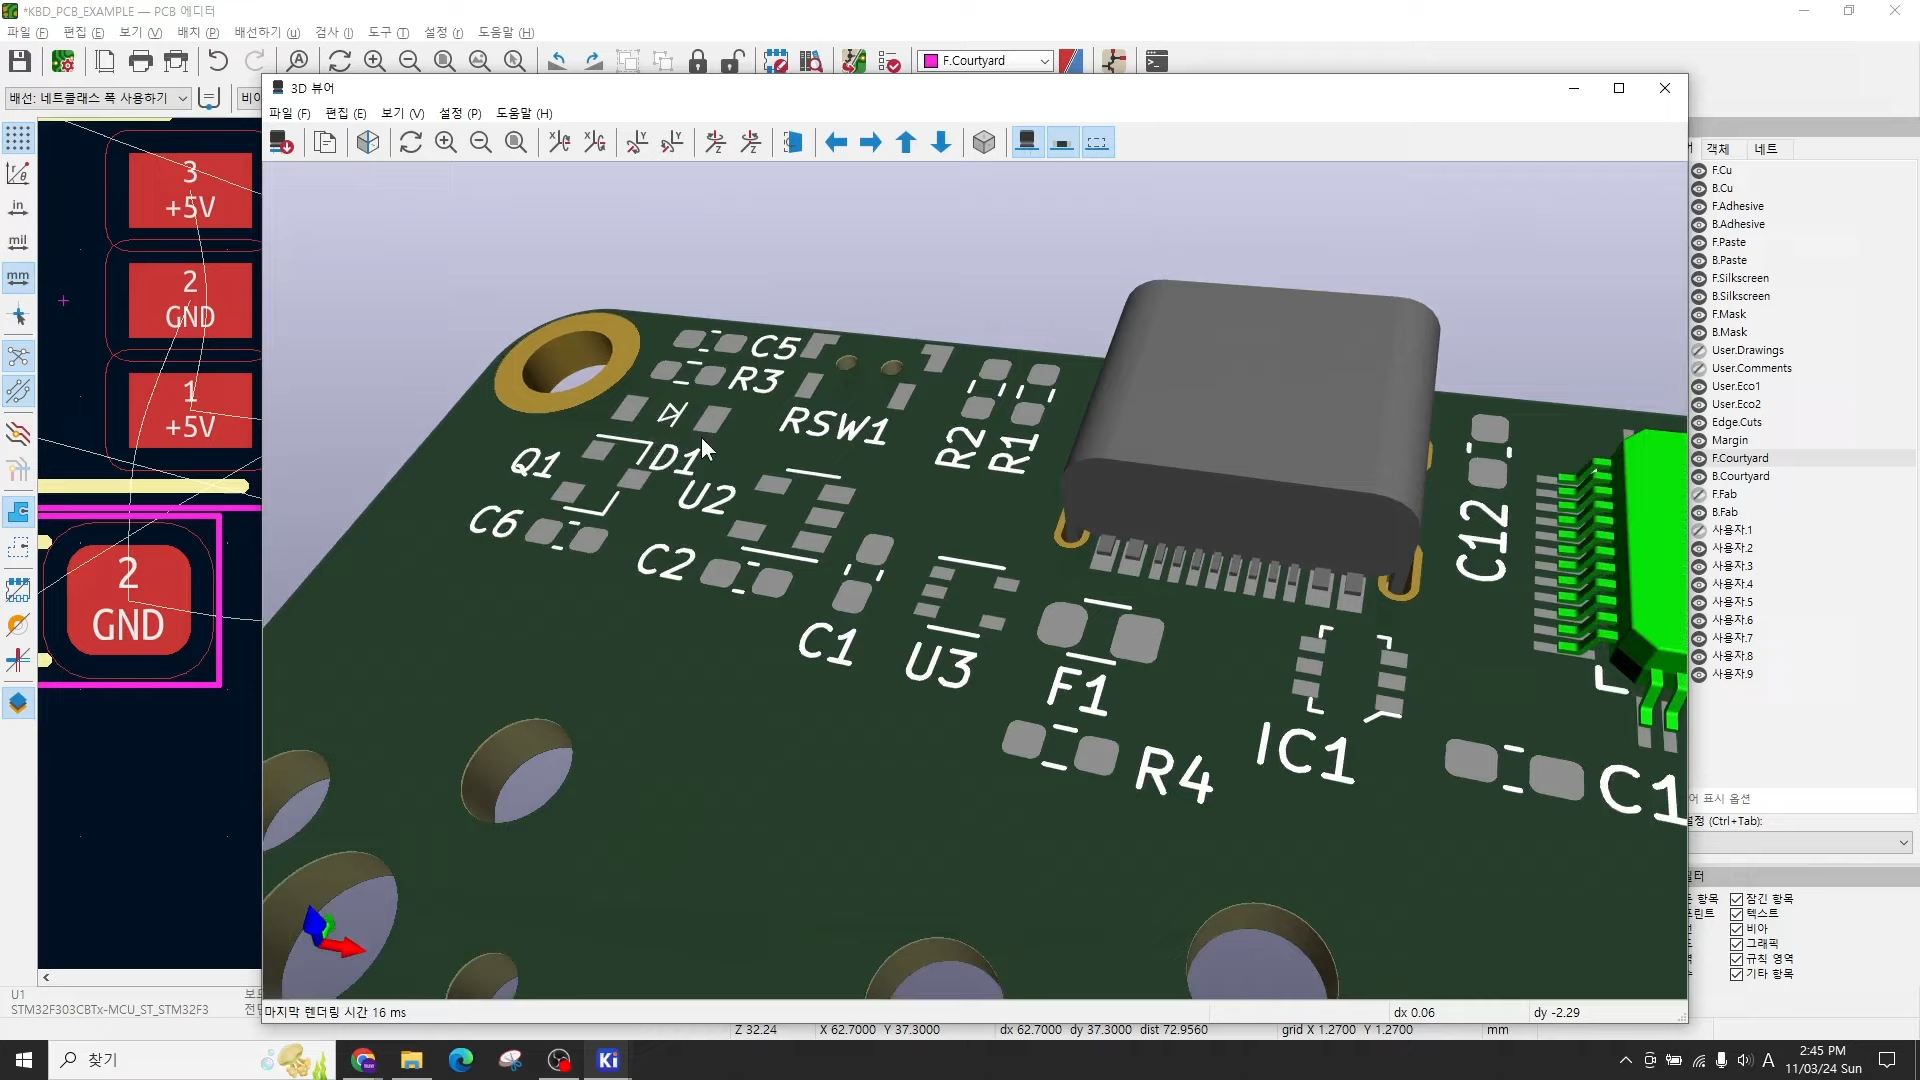 *KBD_PCB_EXAMPLE — PCB 에디터
파일 (F) 편집 (E) 보기 (V) 배치 (P) 배선하기 (u) 검사 (I) 도구 (T) 설정 (r) 도움말 (H)
F.Courtyard
배선: 네트클래스 폭 사용하기
3D 뷰어
파일 (F) 편집 (E) 보기 (V) 설정 (P) 도움말 (H)
객체 네트
in
mil
mm
3
+5V
2
GND
1
+5V
2
GND
C5
R3
RSW1
R2
R1
Q1
D1
U2
C6
C2
C1
U3
F1
R4
IC1
C12
C1
F.Cu
B.Cu
F.Adhesive
B.Adhesive
F.Paste
B.Paste
F.Silkscreen
B.Silkscreen
F.Mask
B.Mask
User.Drawings
User.Comments
User.Eco1
User.Eco2
Edge.Cuts
Margin
F.Courtyard
B.Courtyard
F.Fab
B.Fab
사용자.1
사용자.2
사용자.3
사용자.4
사용자.5
사용자.6
사용자.7
사용자.8
사용자.9
표시 옵션
(Ctrl+Tab):
잠긴 항목
텍스트
비아
그래픽
규칙 영역
기타 항목
U1
STM32F303CBTx-MCU_ST_STM32F3
마지막 렌더링 시간 16 ms
dx 0.06
dy -2.29
Z 32.24 X 62.7000 Y 37.3000 dx 62.7000 dy 37.3000 dist 72.9560 grid X 1.2700 Y 1.2700 mm
찾기
Ki
A
2:45 PM
11/03/24 Sun